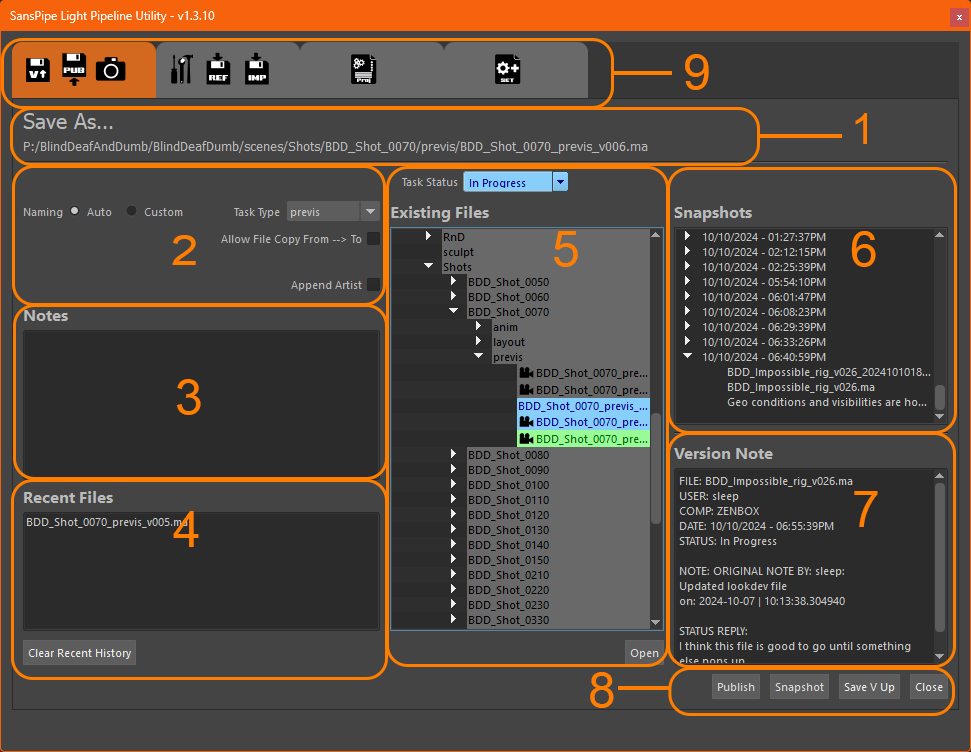 SansPipe Light Pipeline Utility - v1.3.10
x
V↑
PUB
REF
IMP
Proj
SET
9
Save As...
P:/BlindDeafAndDumb/BlindDeafDumb/scenes/Shots/BDD_Shot_0070/previs/BDD_Shot_0070_previs_v006.ma
1
Naming
Auto
Custom
Task Type
previs
Allow File Copy From --> To
Append Artist
2
Notes
3
Recent Files
BDD_Shot_0070_previs_v005.ma
4
Clear Recent History
Task Status
In Progress
Existing Files
5
RnD
sculpt
Shots
BDD_Shot_0050
BDD_Shot_0060
BDD_Shot_0070
anim
layout
previs
BDD_Shot_0070_pre...
BDD_Shot_0070_pre...
BDD_Shot_0070_previs_...
BDD_Shot_0070_pre...
BDD_Shot_0070_pre...
BDD_Shot_0080
BDD_Shot_0090
BDD_Shot_0100
BDD_Shot_0110
BDD_Shot_0120
BDD_Shot_0130
BDD_Shot_0140
BDD_Shot_0150
BDD_Shot_0210
BDD_Shot_0220
BDD_Shot_0230
BDD_Shot_0330
Open
Snapshots
6
10/10/2024 - 01:27:37PM
10/10/2024 - 02:12:15PM
10/10/2024 - 02:25:39PM
10/10/2024 - 05:54:10PM
10/10/2024 - 06:01:47PM
10/10/2024 - 06:08:23PM
10/10/2024 - 06:29:39PM
10/10/2024 - 06:33:26PM
10/10/2024 - 06:40:59PM
BDD_Impossible_rig_v026_2024101018...
BDD_Impossible_rig_v026.ma
Geo conditions and visibilities are ho...
Version Note
7
FILE: BDD_Impossible_rig_v026.ma
USER: sleep
COMP: ZENBOX
DATE: 10/10/2024 - 06:55:39PM
STATUS: In Progress
NOTE: ORIGINAL NOTE BY: sleep:
Updated lookdev file
on: 2024-10-07 | 10:13:38.304940
STATUS REPLY:
I think this file is good to go until something
else pops up
8
Publish
Snapshot
Save V Up
Close